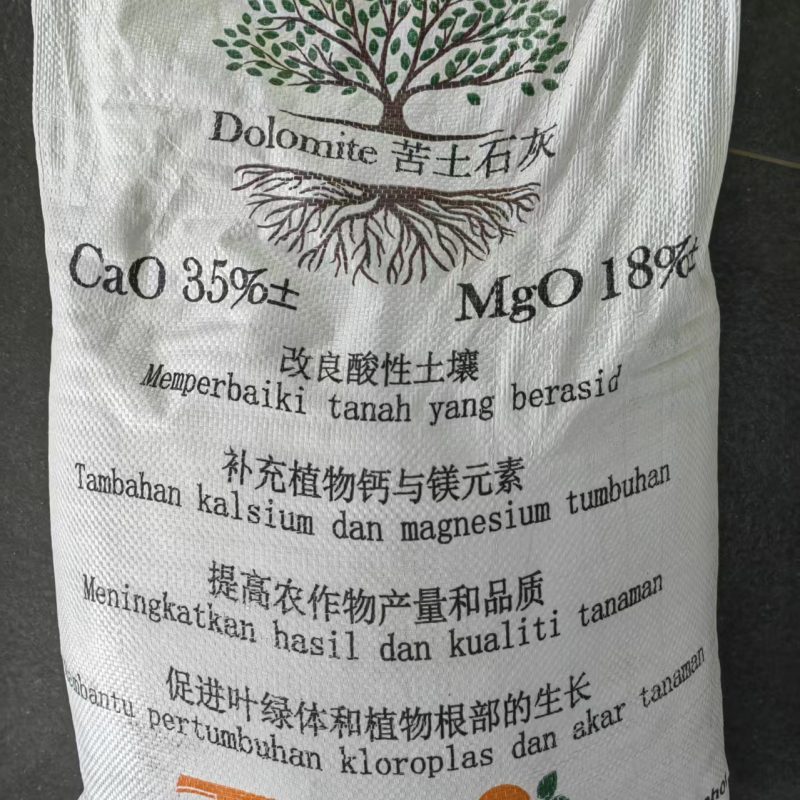 Dolomite 苦土石灰
CaO 35%±
MgO 18%±
改良酸性土壤
Memperbaiki tanah yang berasid
补充植物钙与镁元素
Tambahan kalsium dan magnesium tumbuhan
提高农作物产量和品质
Meningkatkan hasil dan kualiti tanaman
促进叶绿体和植物根部的生长
pertumbuhan kloroplas dan akar tanaman